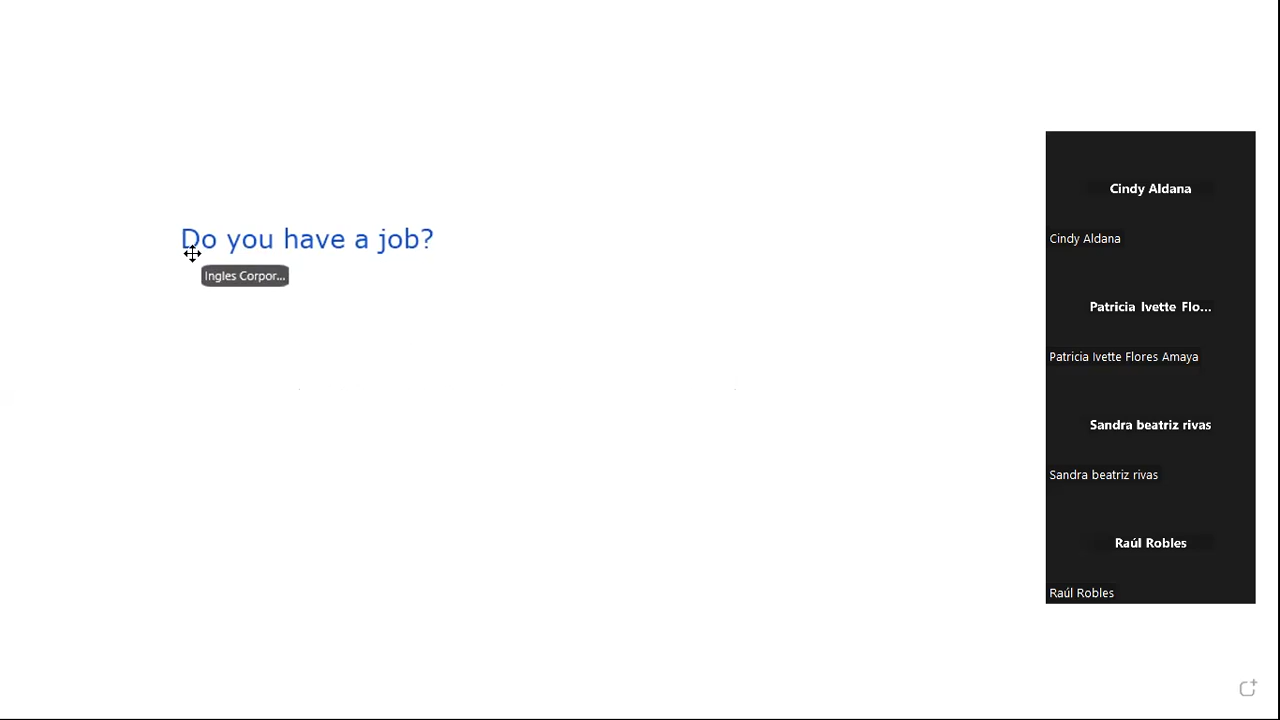 Do you have a job?
Ingles Corpor...
Cindy Aldana
Cindy Aldana
Patricia Ivette Flo...
Patricia Ivette Flores Amaya
Sandra beatriz rivas
Sandra beatriz rivas
Raúl Robles
Raúl Robles